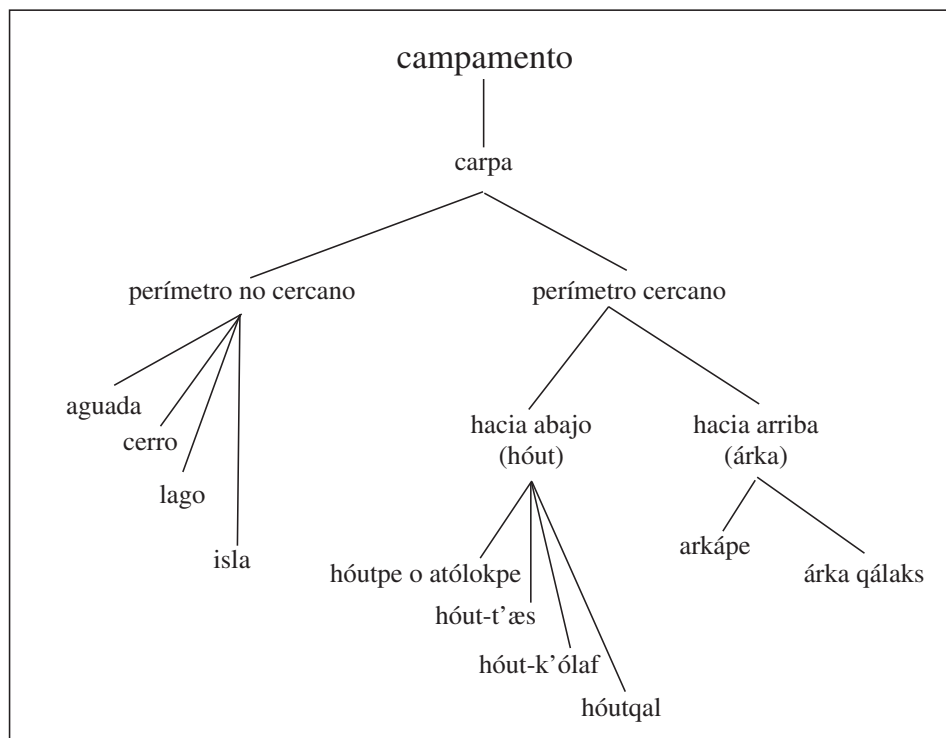 campamento
carpa
perímetro no cercano
perímetro cercano
aguada
cerro
lago
isla
hacia abajo
(hóut)
hacia arriba
(árka)
hóutpe o atólokpe
hóut-t’æs
hóut-k’ólaf
hóutqal
arkápe
árka qálaks